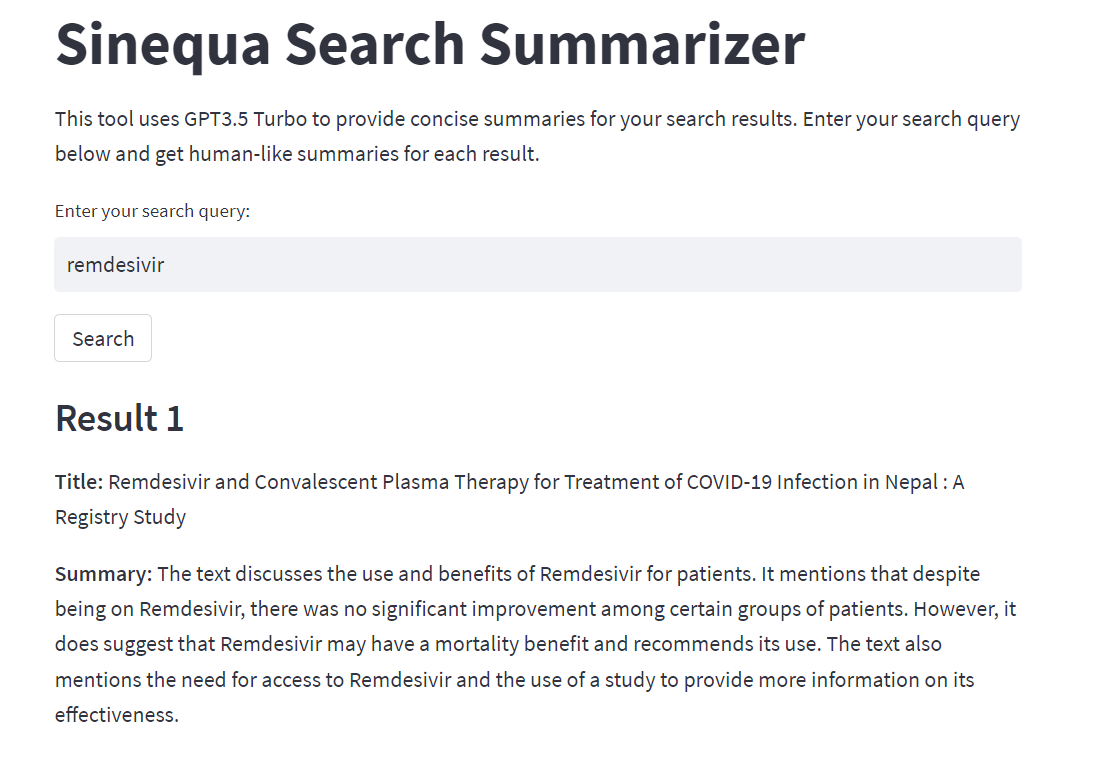 Sinequa Search Summarizer
This tool uses GPT3.5 Turbo to provide concise summaries for your search results. Enter your search query
below and get human-like summaries for each result.
Enter your search query:
remdesivir
Search
Result 1
Title: Remdesivir and Convalescent Plasma Therapy for Treatment of COVID-19 Infection in Nepal : A
Registry Study
Summary: The text discusses the use and benefits of Remdesivir for patients. It mentions that despite
being on Remdesivir, there was no significant improvement among certain groups of patients. However, it
does suggest that Remdesivir may have a mortality benefit and recommends its use. The text also
mentions the need for access to Remdesivir and the use of a study to provide more information on its
effectiveness.